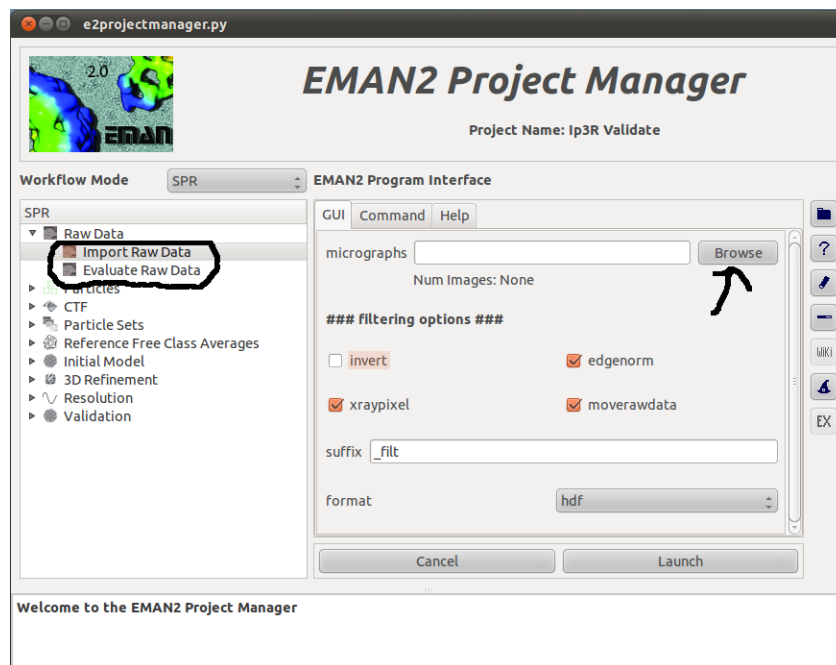 e2projectmanager.py
2.0
EMAN
EMAN2 Project Manager
Project Name: Ip3R Validate
Workflow Mode
SPR
EMAN2 Program Interface
SPR
Raw Data
Import Raw Data
Evaluate Raw Data
Particles
CTF
Particle Sets
Reference Free Class Averages
Initial Model
3D Refinement
Resolution
Validation
GUI Command Help
micrographs
Browse
Num Images: None
### filtering options ###
invert
edgenorm
xraypixel
moverawdata
suffix
_filt
format
hdf
Cancel
Launch
?
WIKI
EX
Welcome to the EMAN2 Project Manager